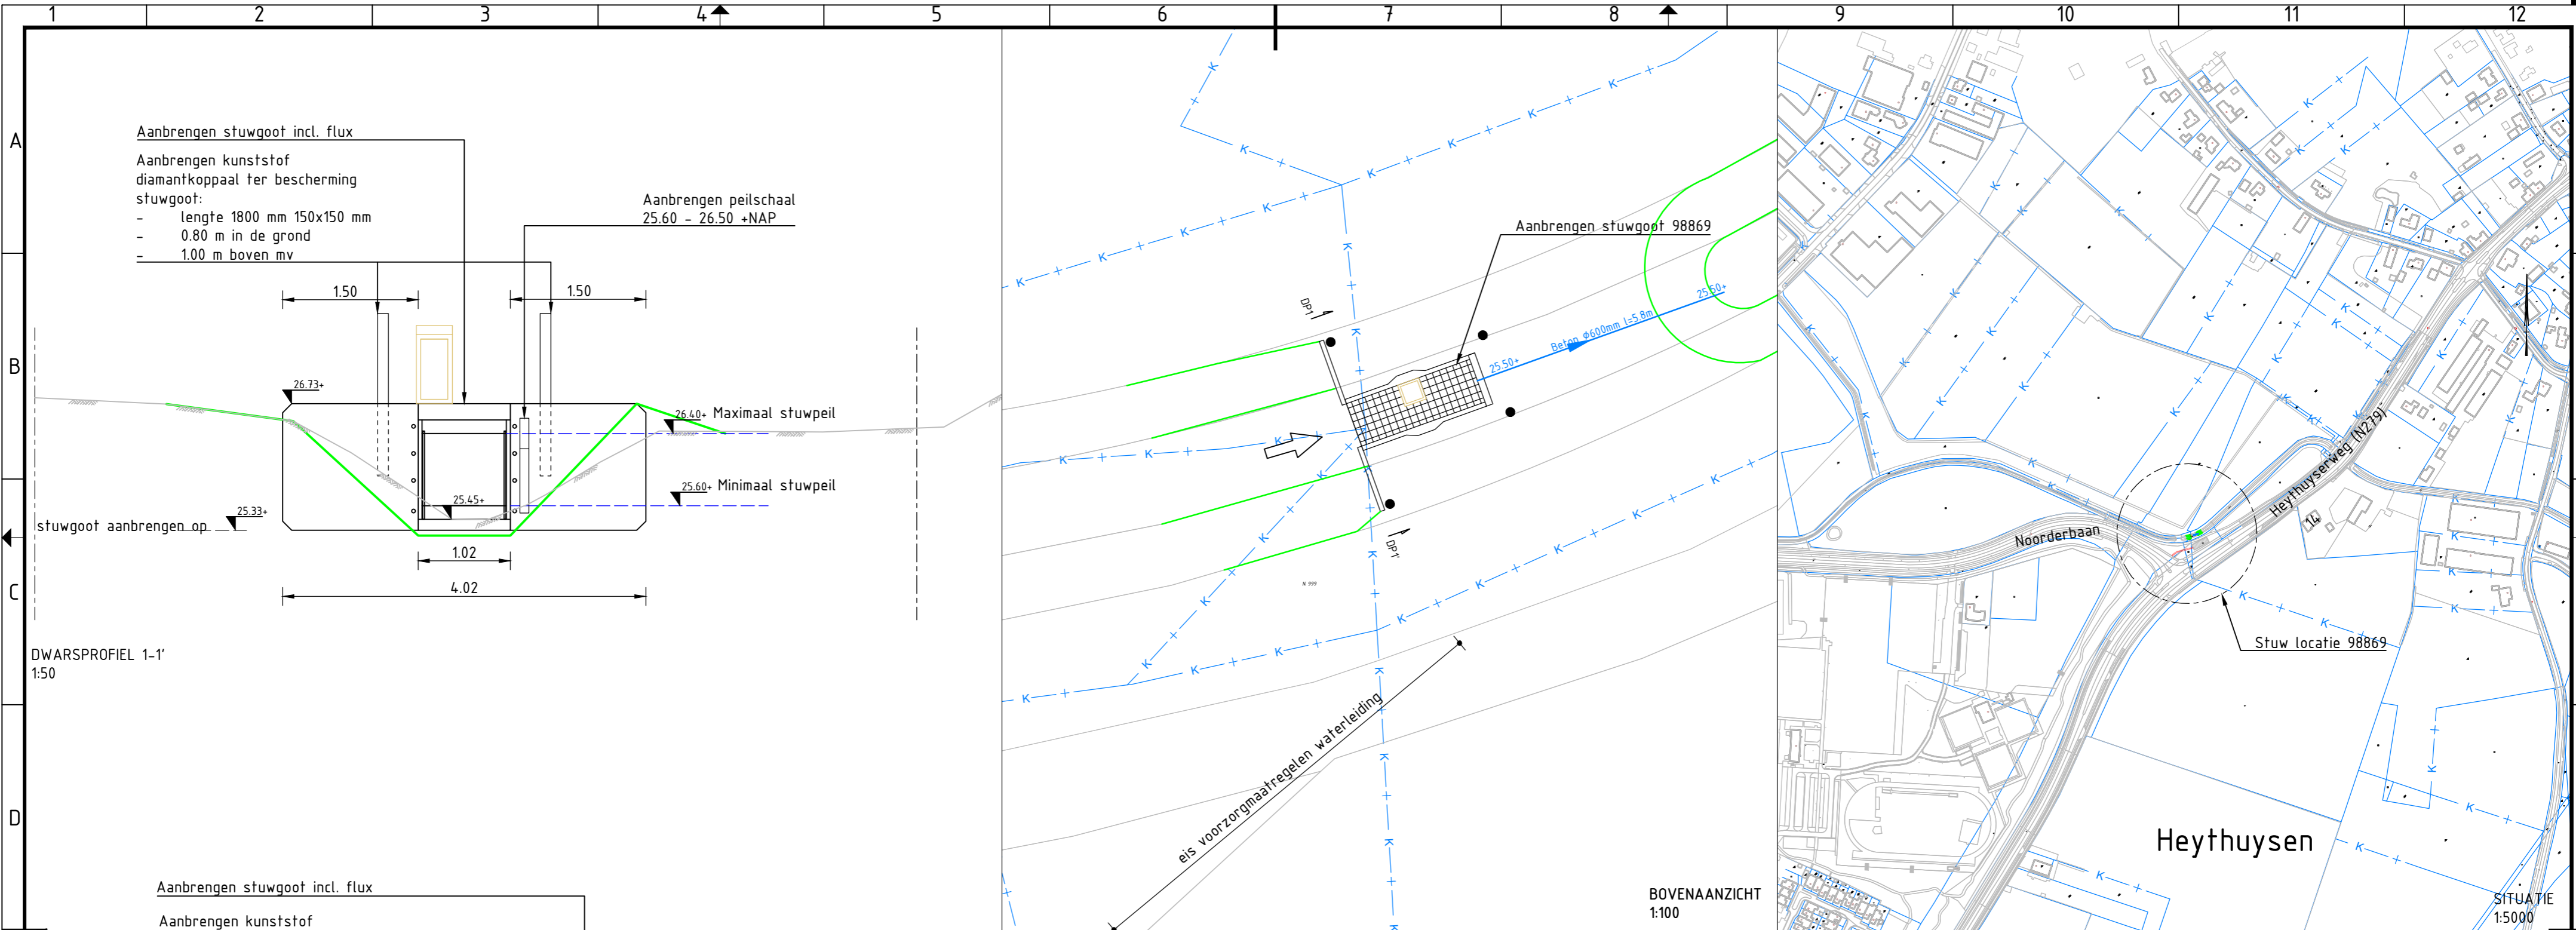 1 2 3 4 5 6 7 8 9 10 11 12
A
B
C
D
Aanbrengen stuwgoot incl. flux
Aanbrengen kunststof
diamantkoppaal ter bescherming
stuwgoot:
- lengte 1800 mm 150x150 mm
- 0.80 m in de grond
- 1.00 m boven mv
Aanbrengen peilschaal
25.60 - 26.50 +NAP
1.50
1.50
26.73+
26.40+ Maximaal stuwpeil
25.60+ Minimaal stuwpeil
25.45+
25.33+
stuwgoot aanbrengen op
1.02
4.02
DWARSPROFIEL 1-1'
1:50
Aanbrengen stuwgoot incl. flux
Aanbrengen kunststof
Aanbrengen stuwgoot 98869
DP1
25.50+
Beton Ø600mm l=5.8m
25.50+
DP1'
N 999
eis voorzorgmaatregelen waterleiding
BOVENAANZICHT
1:100
Heythuyserweg (N279)
14
Noorderbaan
Stuw locatie 98869
Heythuysen
SITUATIE
1:5000